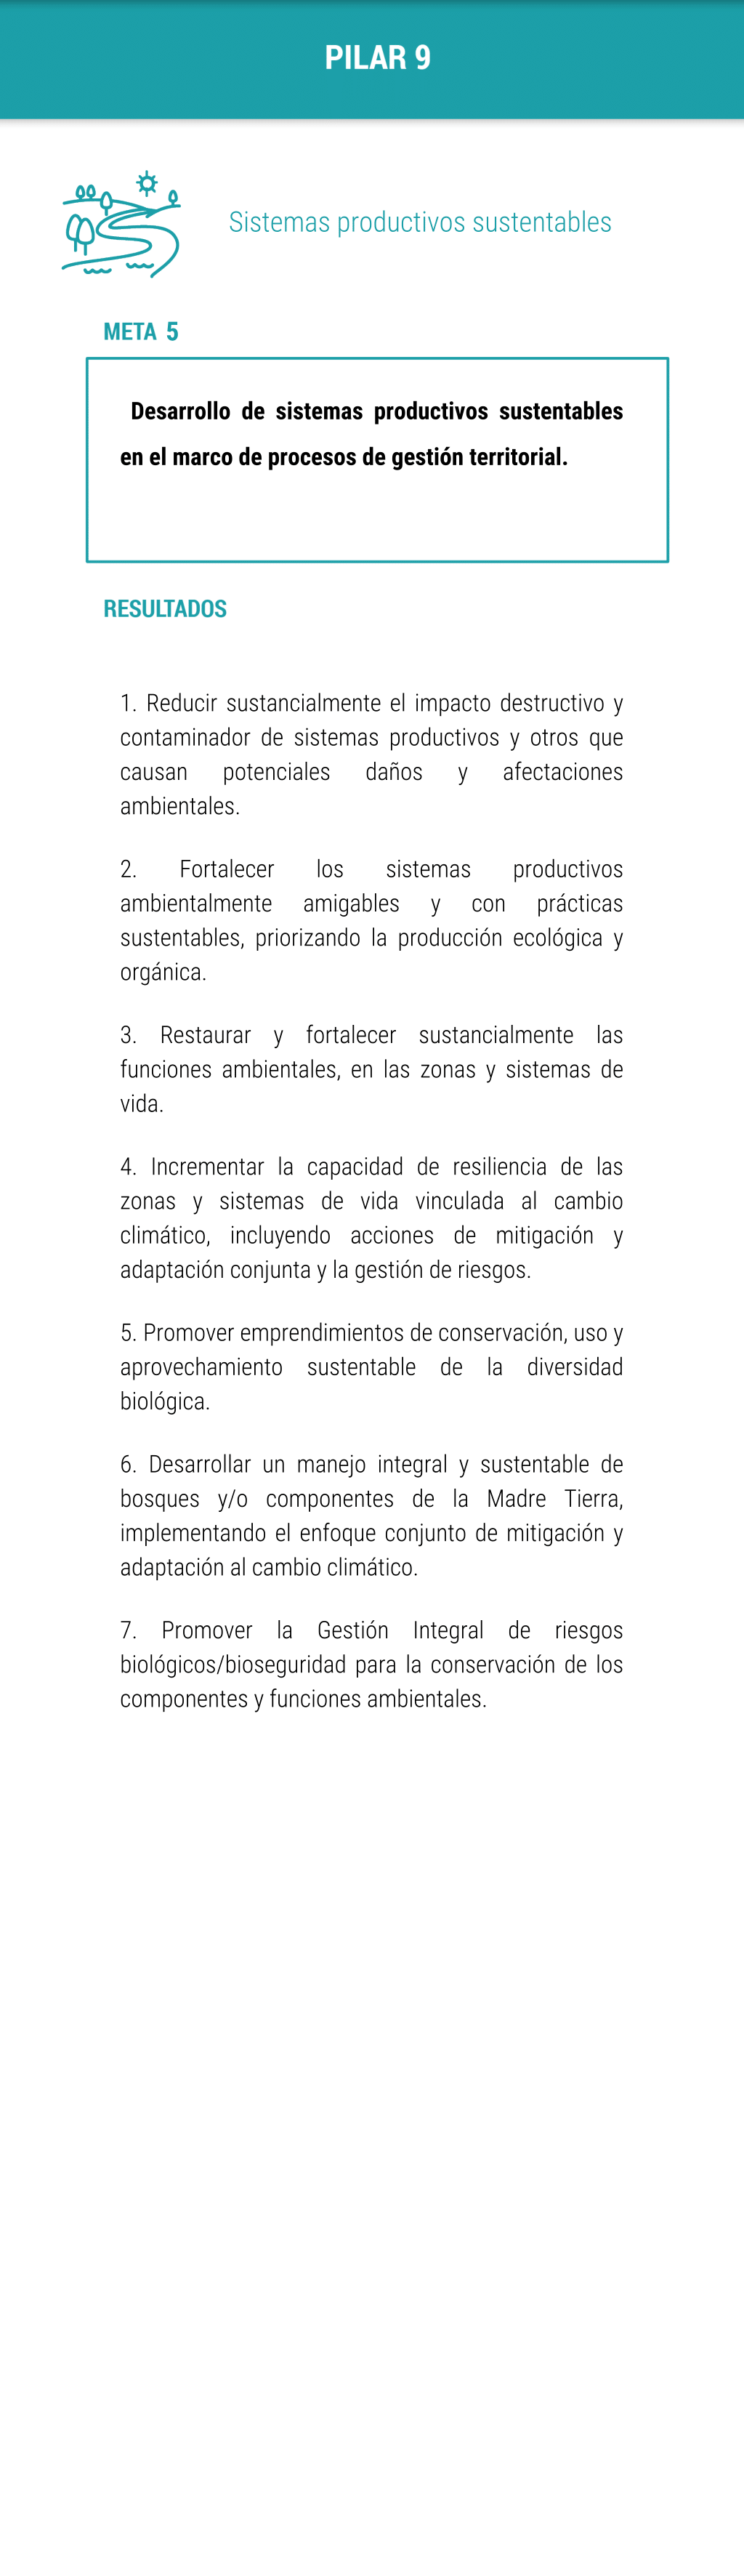 PILAR 9
Sistemas productivos sustentables
META 5
Desarrollo de sistemas productivos sustentables
en el marco de procesos de gestión territorial.
RESULTADOS
1. Reducir sustancialmente el impacto destructivo y
contaminador de sistemas productivos y otros que
causan potenciales daños y afectaciones
ambientales.
2. Fortalecer los sistemas productivos
ambientalmente amigables y con prácticas
sustentables, priorizando la producción ecológica y
orgánica.
3. Restaurar y fortalecer sustancialmente las
funciones ambientales, en las zonas y sistemas de
vida.
4. Incrementar la capacidad de resiliencia de las
zonas y sistemas de vida vinculada al cambio
climático, incluyendo acciones de mitigación y
adaptación conjunta y la gestión de riesgos.
5. Promover emprendimientos de conservación, uso y
aprovechamiento sustentable de la diversidad
biológica.
6. Desarrollar un manejo integral y sustentable de
bosques y/o componentes de la Madre Tierra,
implementando el enfoque conjunto de mitigación y
adaptación al cambio climático.
7. Promover la Gestión Integral de riesgos
biológicos/bioseguridad para la conservación de los
componentes y funciones ambientales.